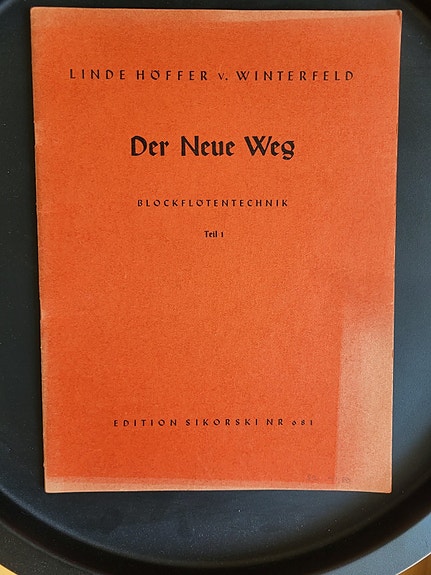 LINDE HÖFFER v. WINTERFELD
Der Neue Weg
BLOCKFLÖTENTECHNIK
Teil 1
EDITION SIKORSKI NR 681